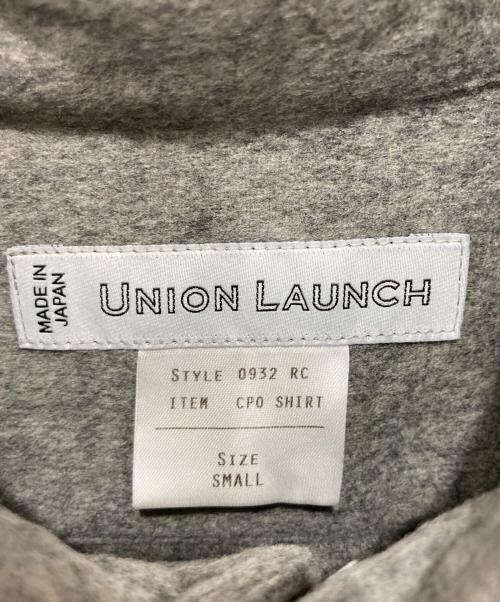 MADE IN
JAPAN
UNION LAUNCH
STYLE 0932 RC
ITEM CPO SHIRT
SIZE
SMALL